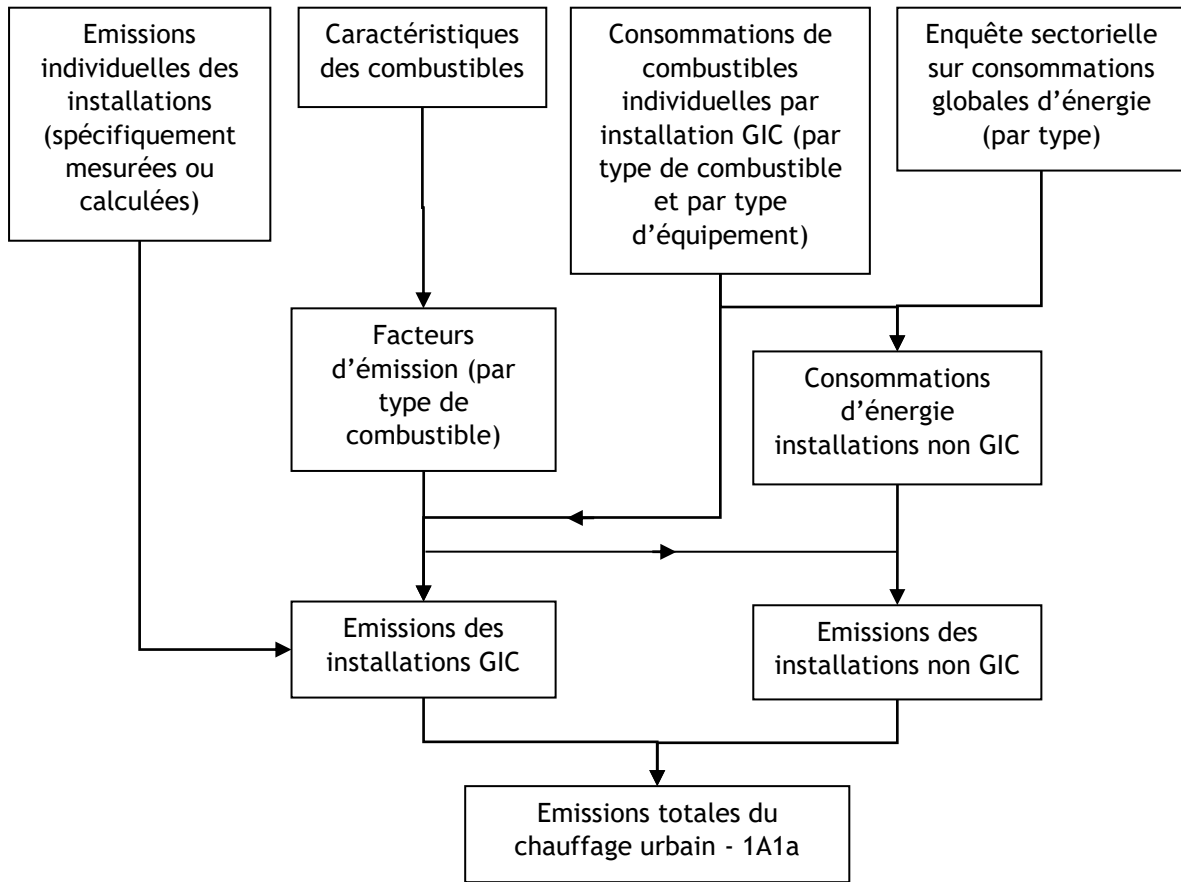 Emissions
individuelles des
installations
(spécifiquement
mesurées ou
calculées)
Caractéristiques
des combustibles
Consommations de
combustibles
individuelles par
installation GIC (par
type de combustible
et par type
d’équipement)
Enquête sectorielle
sur consommations
globales d’énergie
(par type)
Facteurs
d’émission (par
type de
combustible)
Consommations
d’énergie
installations non GIC
Emissions des
installations GIC
Emissions des
installations non GIC
Emissions totales du
chauffage urbain - 1A1a